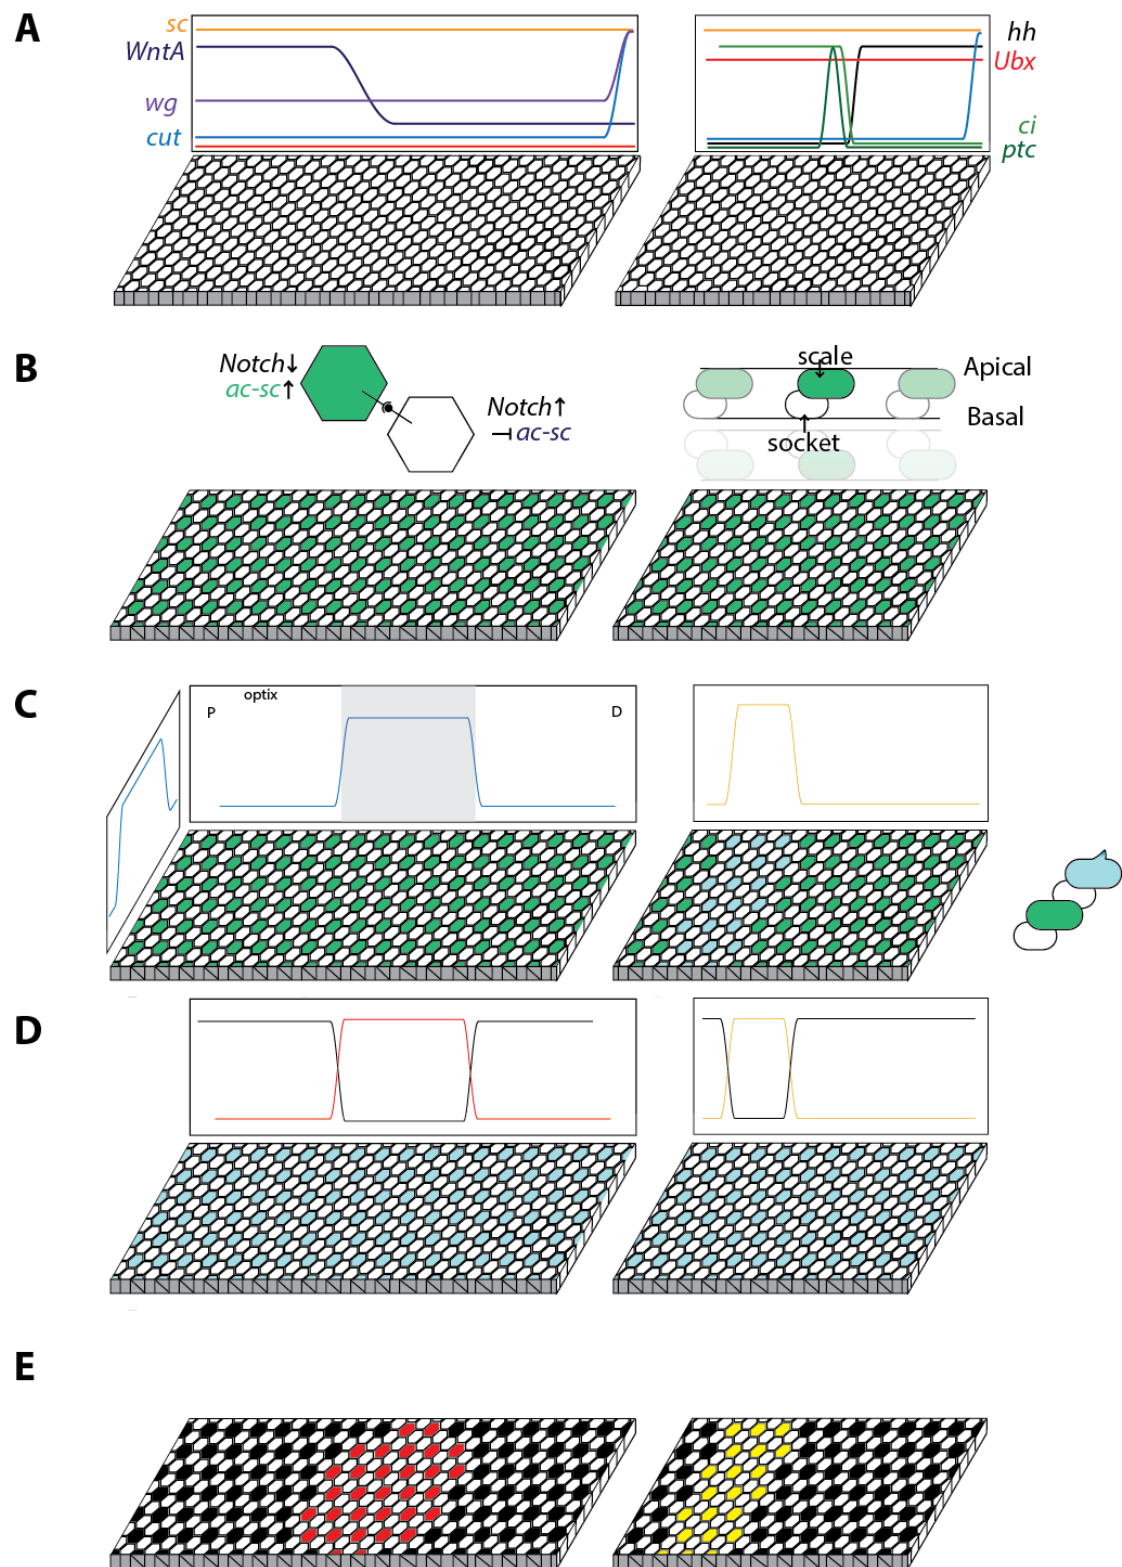 A
sc
WntA
wg
cut
hh
Ubx
ci
ptc
B
Notch↓
ac-sc↑
Notch↑
⊣ac-sc
scale
socket
Apical
Basal
C
optix
P
D
D
E